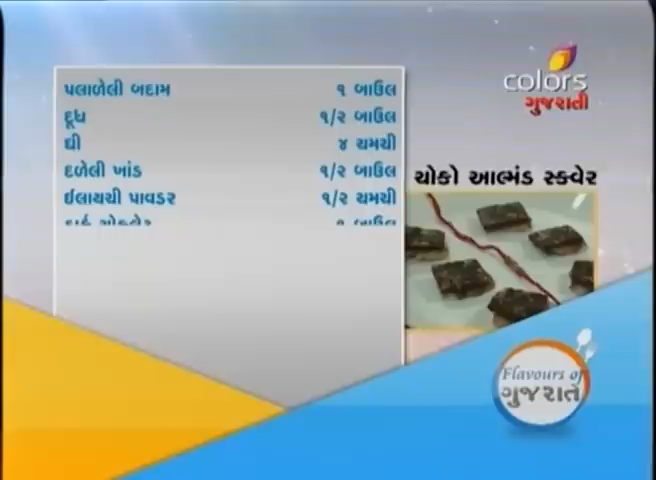 colors
ગુજરાતી
પલાળેલી બદામ ૧ બાઉલ
દૂધ ૧/૨ બાઉલ
ઘી ૪ ચમચી
દળેલી ખાંડ ૧/૨ બાઉલ
ઈલાયચી પાવડર ૧/૨ ચમચી
ચોકો આલ્મંડ સ્ક્વેર
Flavours of
ગુજરાત